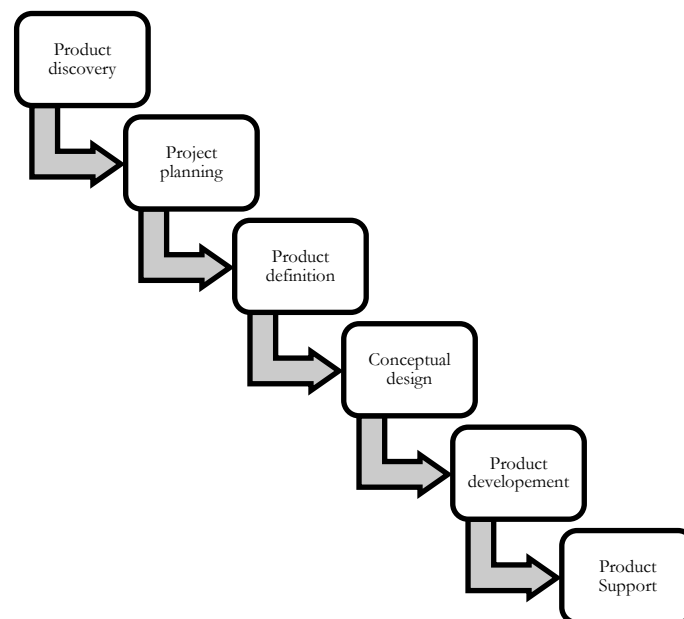 Product
discovery
Project
planning
Product
definition
Conceptual
design
Product
developement
Product
Support